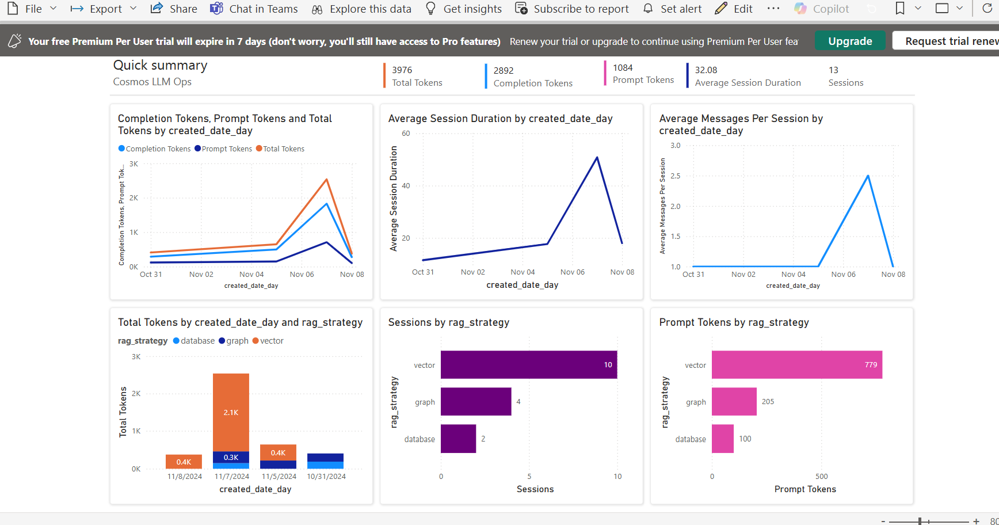 File Export Share Chat in Teams Explore this data Get insights Subscribe to report Set alert Edit ... Copilot
Your free Premium Per User trial will expire in 7 days (don't worry, you'll still have access to Pro features) Renew your trial or upgrade to continue using Premium Per User fea Upgrade Request trial renew
Quick summary
Cosmos LLM Ops
3976
Total Tokens
2892
Completion Tokens
1084
Prompt Tokens
32.08
Average Session Duration
13
Sessions
Completion Tokens, Prompt Tokens and Total
Tokens by created_date_day
Completion Tokens Prompt Tokens Total Tokens
Completion Tokens, Prompt Tok...
3K
2K
1K
0K
Oct 31 Nov 02 Nov 04 Nov 06 Nov 08
created_date_day
Average Session Duration by created_date_day
Average Session Duration
60
40
20
Oct 31 Nov 02 Nov 04 Nov 06 Nov 08
created_date_day
Average Messages Per Session by
created_date_day
Average Messages Per Session
3.0
2.5
2.0
1.5
1.0
Oct 31 Nov 02 Nov 04 Nov 06 Nov 08
created_date_day
Total Tokens by created_date_day and rag_strategy
rag_strategy database graph vector
Total Tokens
3K
2K
1K
0K
0.4K
2.1K
0.3K
0.4K
11/8/2024 11/7/2024 11/5/2024 10/31/2024
created_date_day
Sessions by rag_strategy
rag_strategy
vector 10
graph 4
database 2
0 5 10
Sessions
Prompt Tokens by rag_strategy
rag_strategy
vector 779
graph 205
database 100
0 500
Prompt Tokens
- +